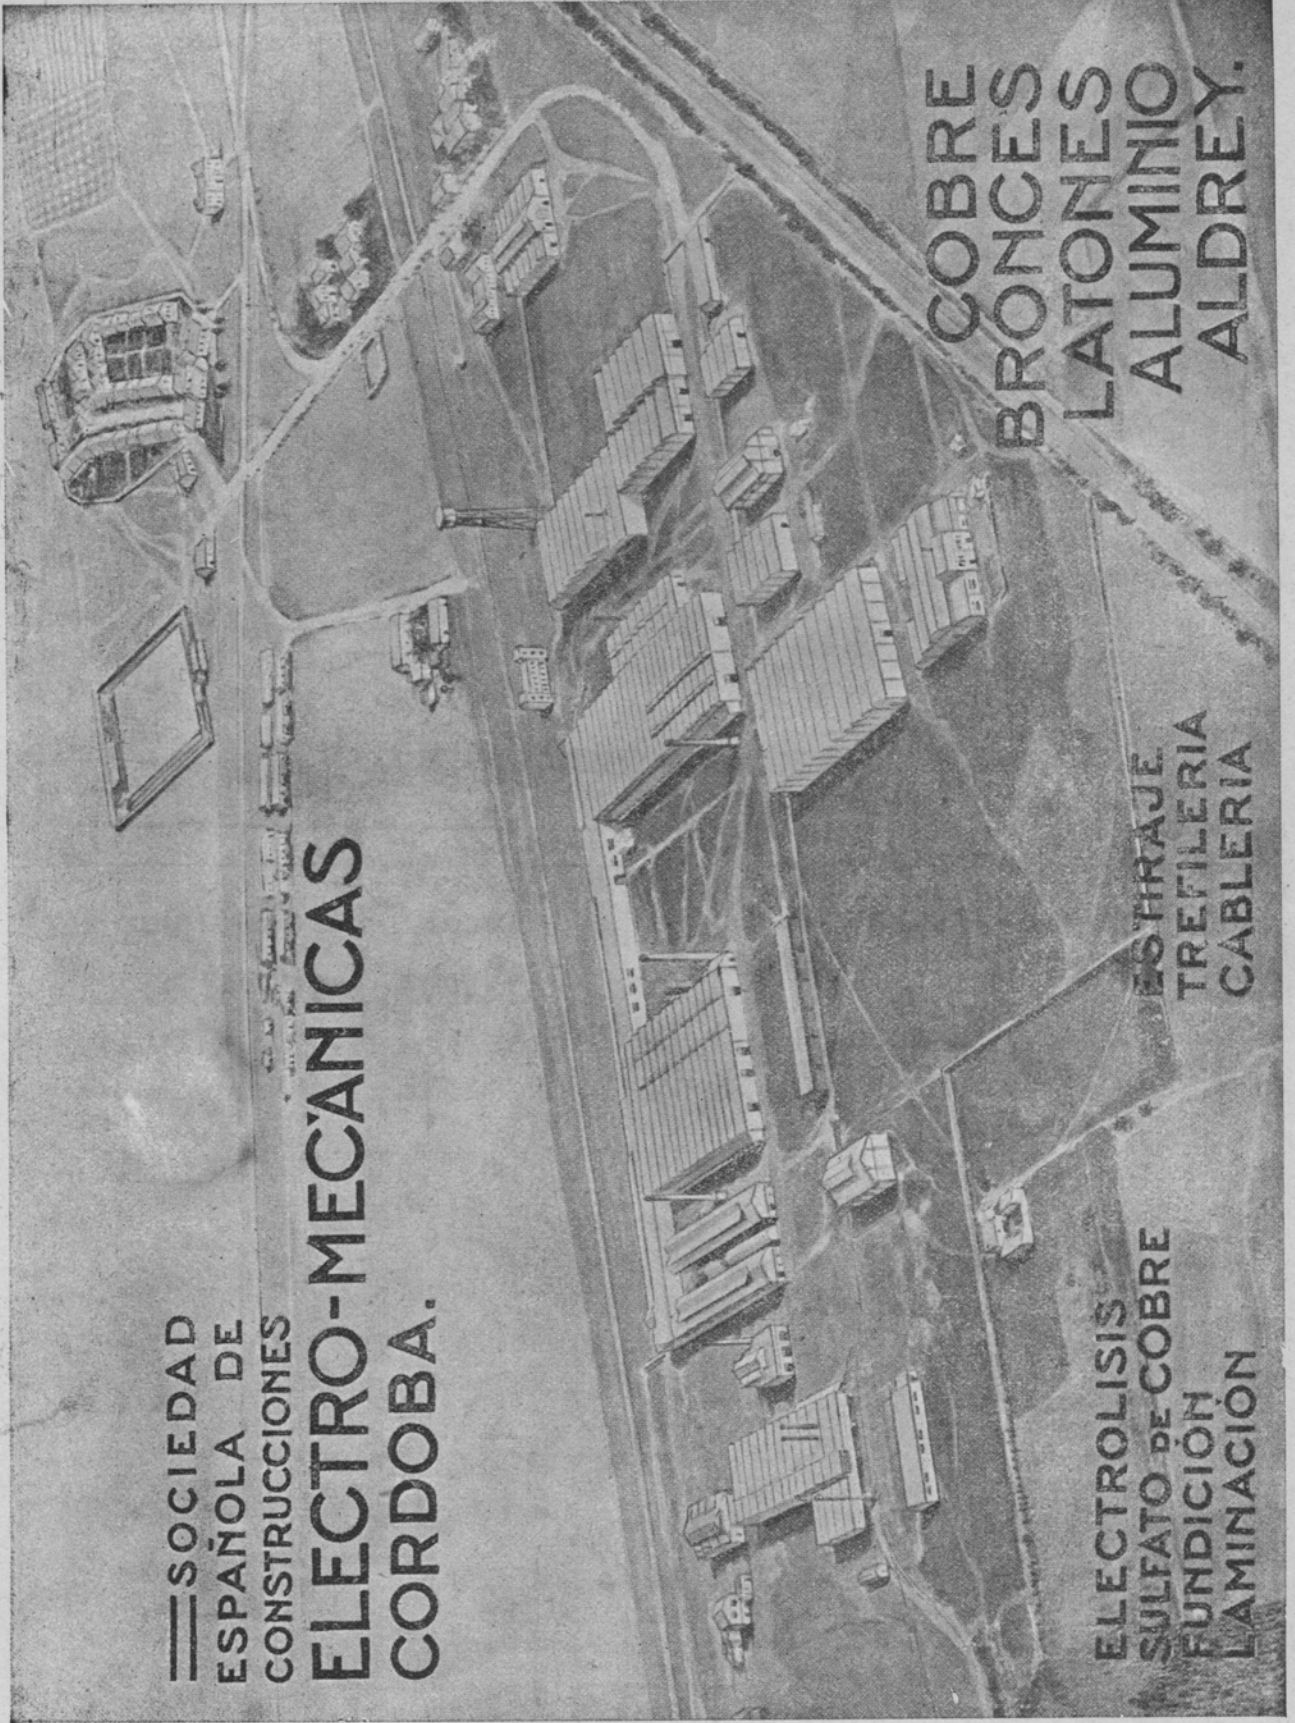 SOCIEDAD
ESPAÑOLA DE
CONSTRUCCIONES
ELECTRO-MECÁNICAS
CORDOBA.
ELECTROLISIS
SULFATO DE COBRE
FUNDICIÓN
LAMINACIÓN
ESTIRAJE
TREFILERIA
CABLERIA
COBRE
BRONCES
LATONES
ALUMINIO
ALDREY.